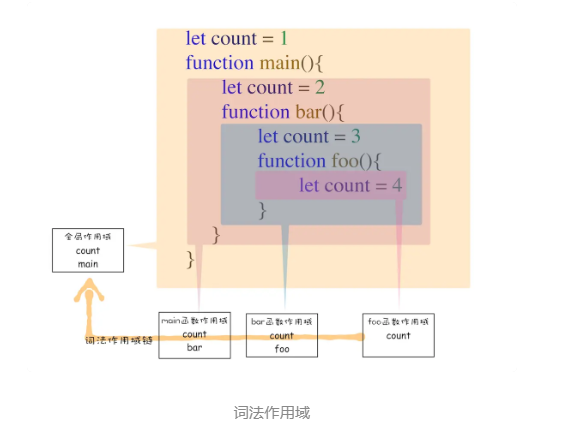 let count = 1
function main(){
let count = 2
function bar(){
let count = 3
function foo(){
let count = 4
}
}
}
全局作用域
count
main
main函数作用域
count
bar
bar函数作用域
count
foo
foo函数作用域
count
词法作用域链
词法作用域